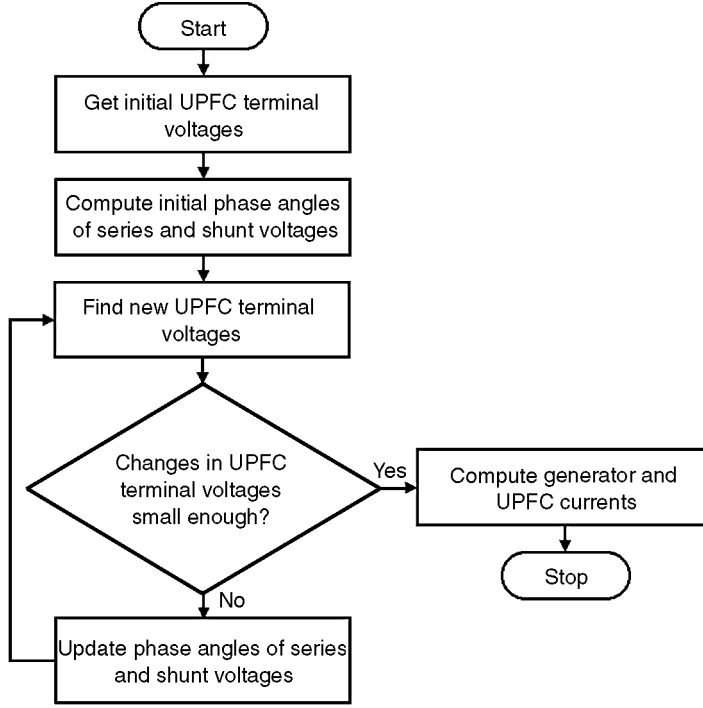 Start
Get initial UPFC terminal
voltages
Compute initial phase angles
of series and shunt voltages
Find new UPFC terminal
voltages
Changes in UPFC
terminal voltages
small enough?
Yes
Compute generator and
UPFC currents
Stop
No
Update phase angles of series
and shunt voltages